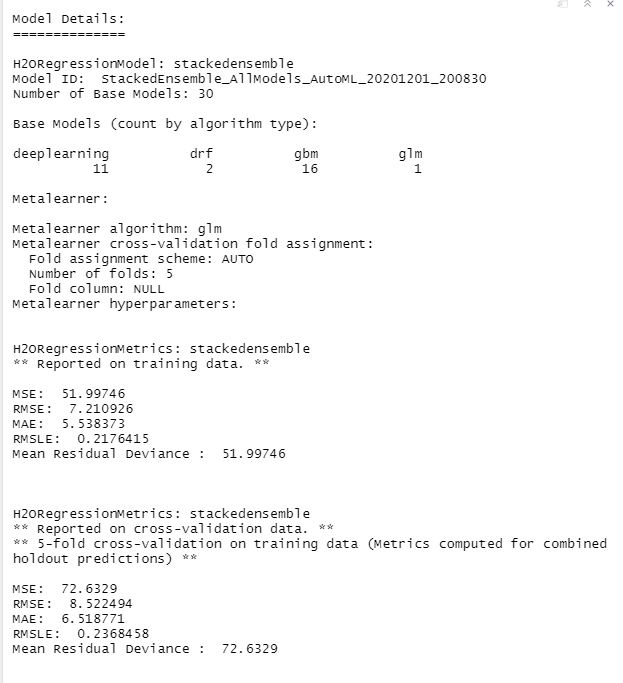 Model Details:
==============
H2ORegressionModel: stackedensemble
Model ID:  StackedEnsemble_AllModels_AutoML_20201201_200830
Number of Base Models: 30
Base Models (count by algorithm type):
deeplearning          drf          gbm          glm
          11            2           16            1
Metalearner:
Metalearner algorithm: glm
Metalearner cross-validation fold assignment:
  Fold assignment scheme: AUTO
  Number of folds: 5
  Fold column: NULL
Metalearner hyperparameters:
H2ORegressionMetrics: stackedensemble
** Reported on training data. **
MSE:  51.99746
RMSE:  7.210926
MAE:  5.538373
RMSLE:  0.2176415
Mean Residual Deviance :  51.99746
H2ORegressionMetrics: stackedensemble
** Reported on cross-validation data. **
** 5-fold cross-validation on training data (Metrics computed for combined
holdout predictions) **
MSE:  72.6329
RMSE:  8.522494
MAE:  6.518771
RMSLE:  0.2368458
Mean Residual Deviance :  72.6329